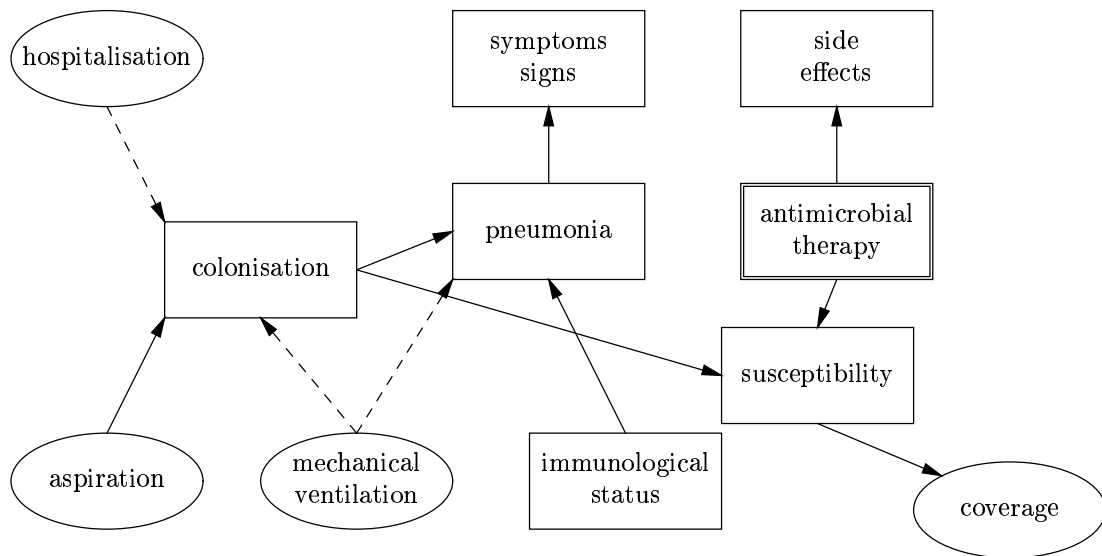 hospitalisation
symptoms
signs
side
effects
colonisation
pneumonia
antimicrobial
therapy
susceptibility
aspiration
mechanical
ventilation
immunological
status
coverage